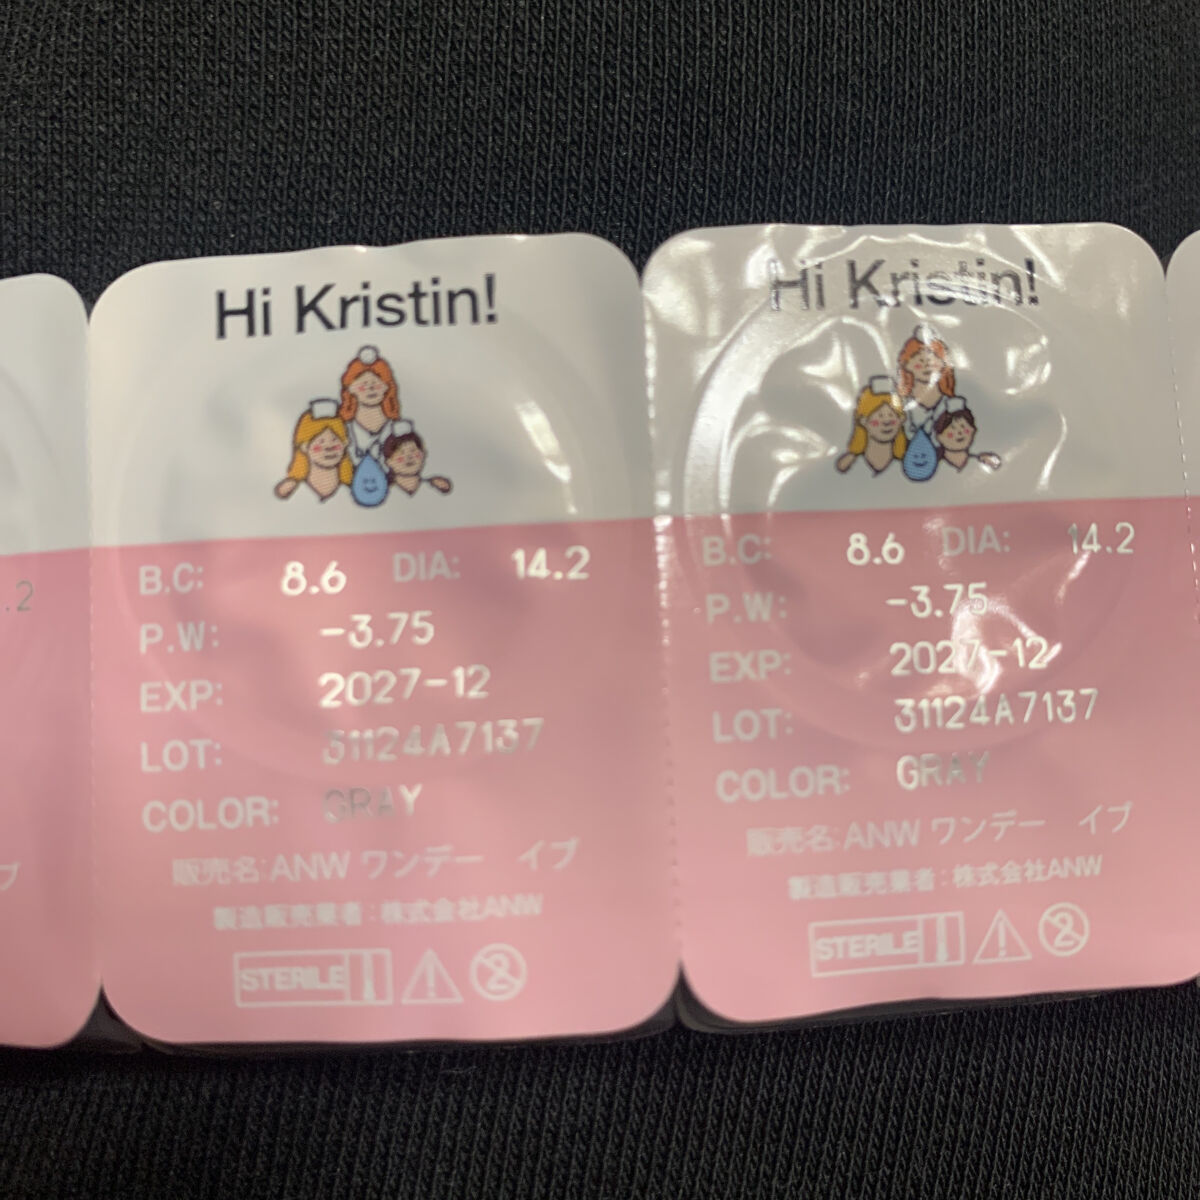 Hi Kristin!
B.C: 8.6 DIA: 14.2
P.W: -3.75
EXP: 2027-12
LOT: 31124A7137
COLOR: GRAY
販売名:ANW ワンデー イブ
製造販売業者:株式会社ANW
STERILE
Hi Kristin!
B.C: 8.6 DIA: 14.2
P.W: -3.75
EXP: 2027-12
LOT: 31124A7137
COLOR: GRAY
販売名:ANW ワンデー イブ
製造販売業者:株式会社ANW
STERILE
.2
ブ